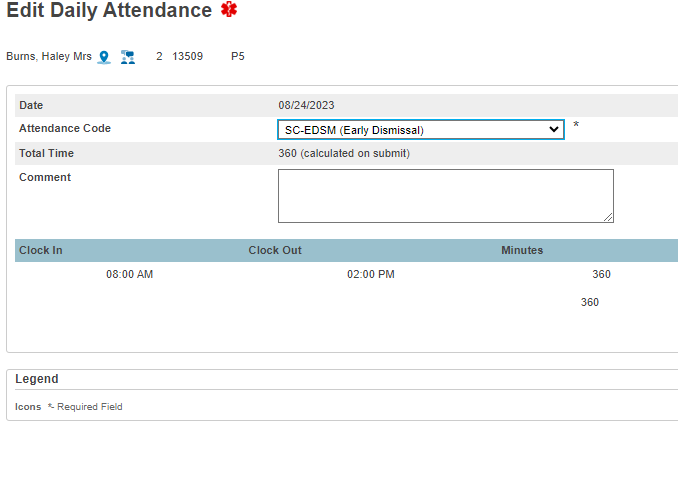 Edit Daily Attendance
Burns, Haley Mrs 2 13509 P5
Date 08/24/2023
Attendance Code SC-EDSM (Early Dismissal) *
Total Time 360 (calculated on submit)
Comment
Clock In Clock Out Minutes
08:00 AM 02:00 PM 360
360
Legend
Icons *- Required Field